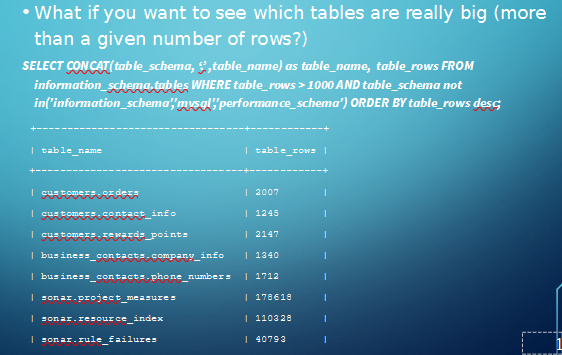 • What if you want to see which tables are really big (more
than a given number of rows?)
SELECT CONCAT(table_schema, '.',table_name) as table_name, table_rows FROM
information_schema.tables WHERE table_rows > 1000 AND table_schema not
in('information_schema','mysql','performance_schema') ORDER BY table_rows desc;
+----------------------------------+------------+
| table_name | table_rows |
+----------------------------------+------------+
| customers.orders | 2007 |
| customers.contact_info | 1245 |
| customers.rewards_points | 2147 |
| business_contacts.company_info | 1340 |
| business_contacts.phone_numbers | 1712 |
| sonar.project_measures | 178618 |
| sonar.resource_index | 110328 |
| sonar.rule_failures | 40793 |
1